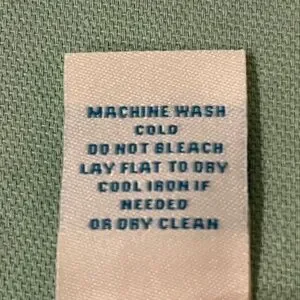 MACHINE WASH
COLD
DO NOT BLEACH
LAY FLAT TO DRY
COOL IRON IF
NEEDED
OR DRY CLEAN